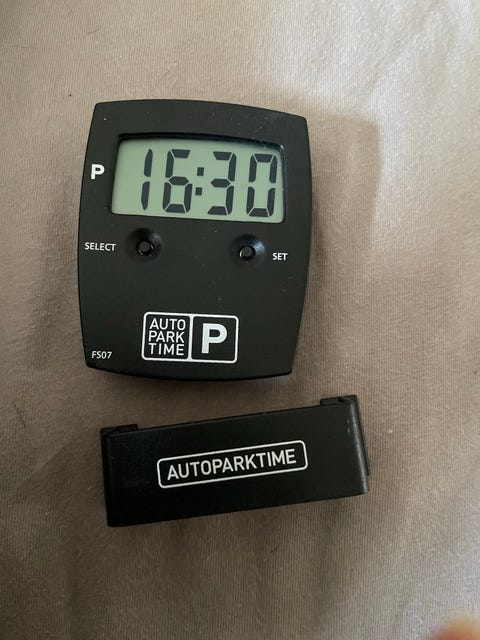 P
16:30
SELECT
SET
AUTO
PARK
TIME
P
FS07
AUTOPARKTIME